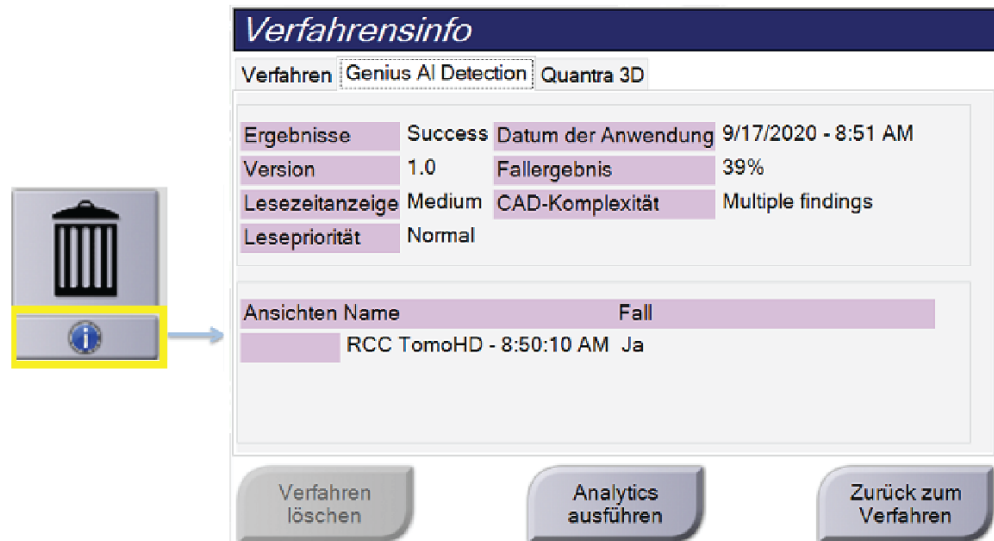 Verfahrensinfo
Verfahren Genius AI Detection Quantra 3D
Ergebnisse Success Datum der Anwendung 9/17/2020 - 8:51 AM
Version 1.0 Fallergebnis 39%
Lesezeitanzeige Medium CAD-Komplexität Multiple findings
Lesepriorität Normal
Ansichten Name Fall
RCC TomoHD - 8:50:10 AM Ja
Verfahren löschen
Analytics ausführen
Zurück zum Verfahren